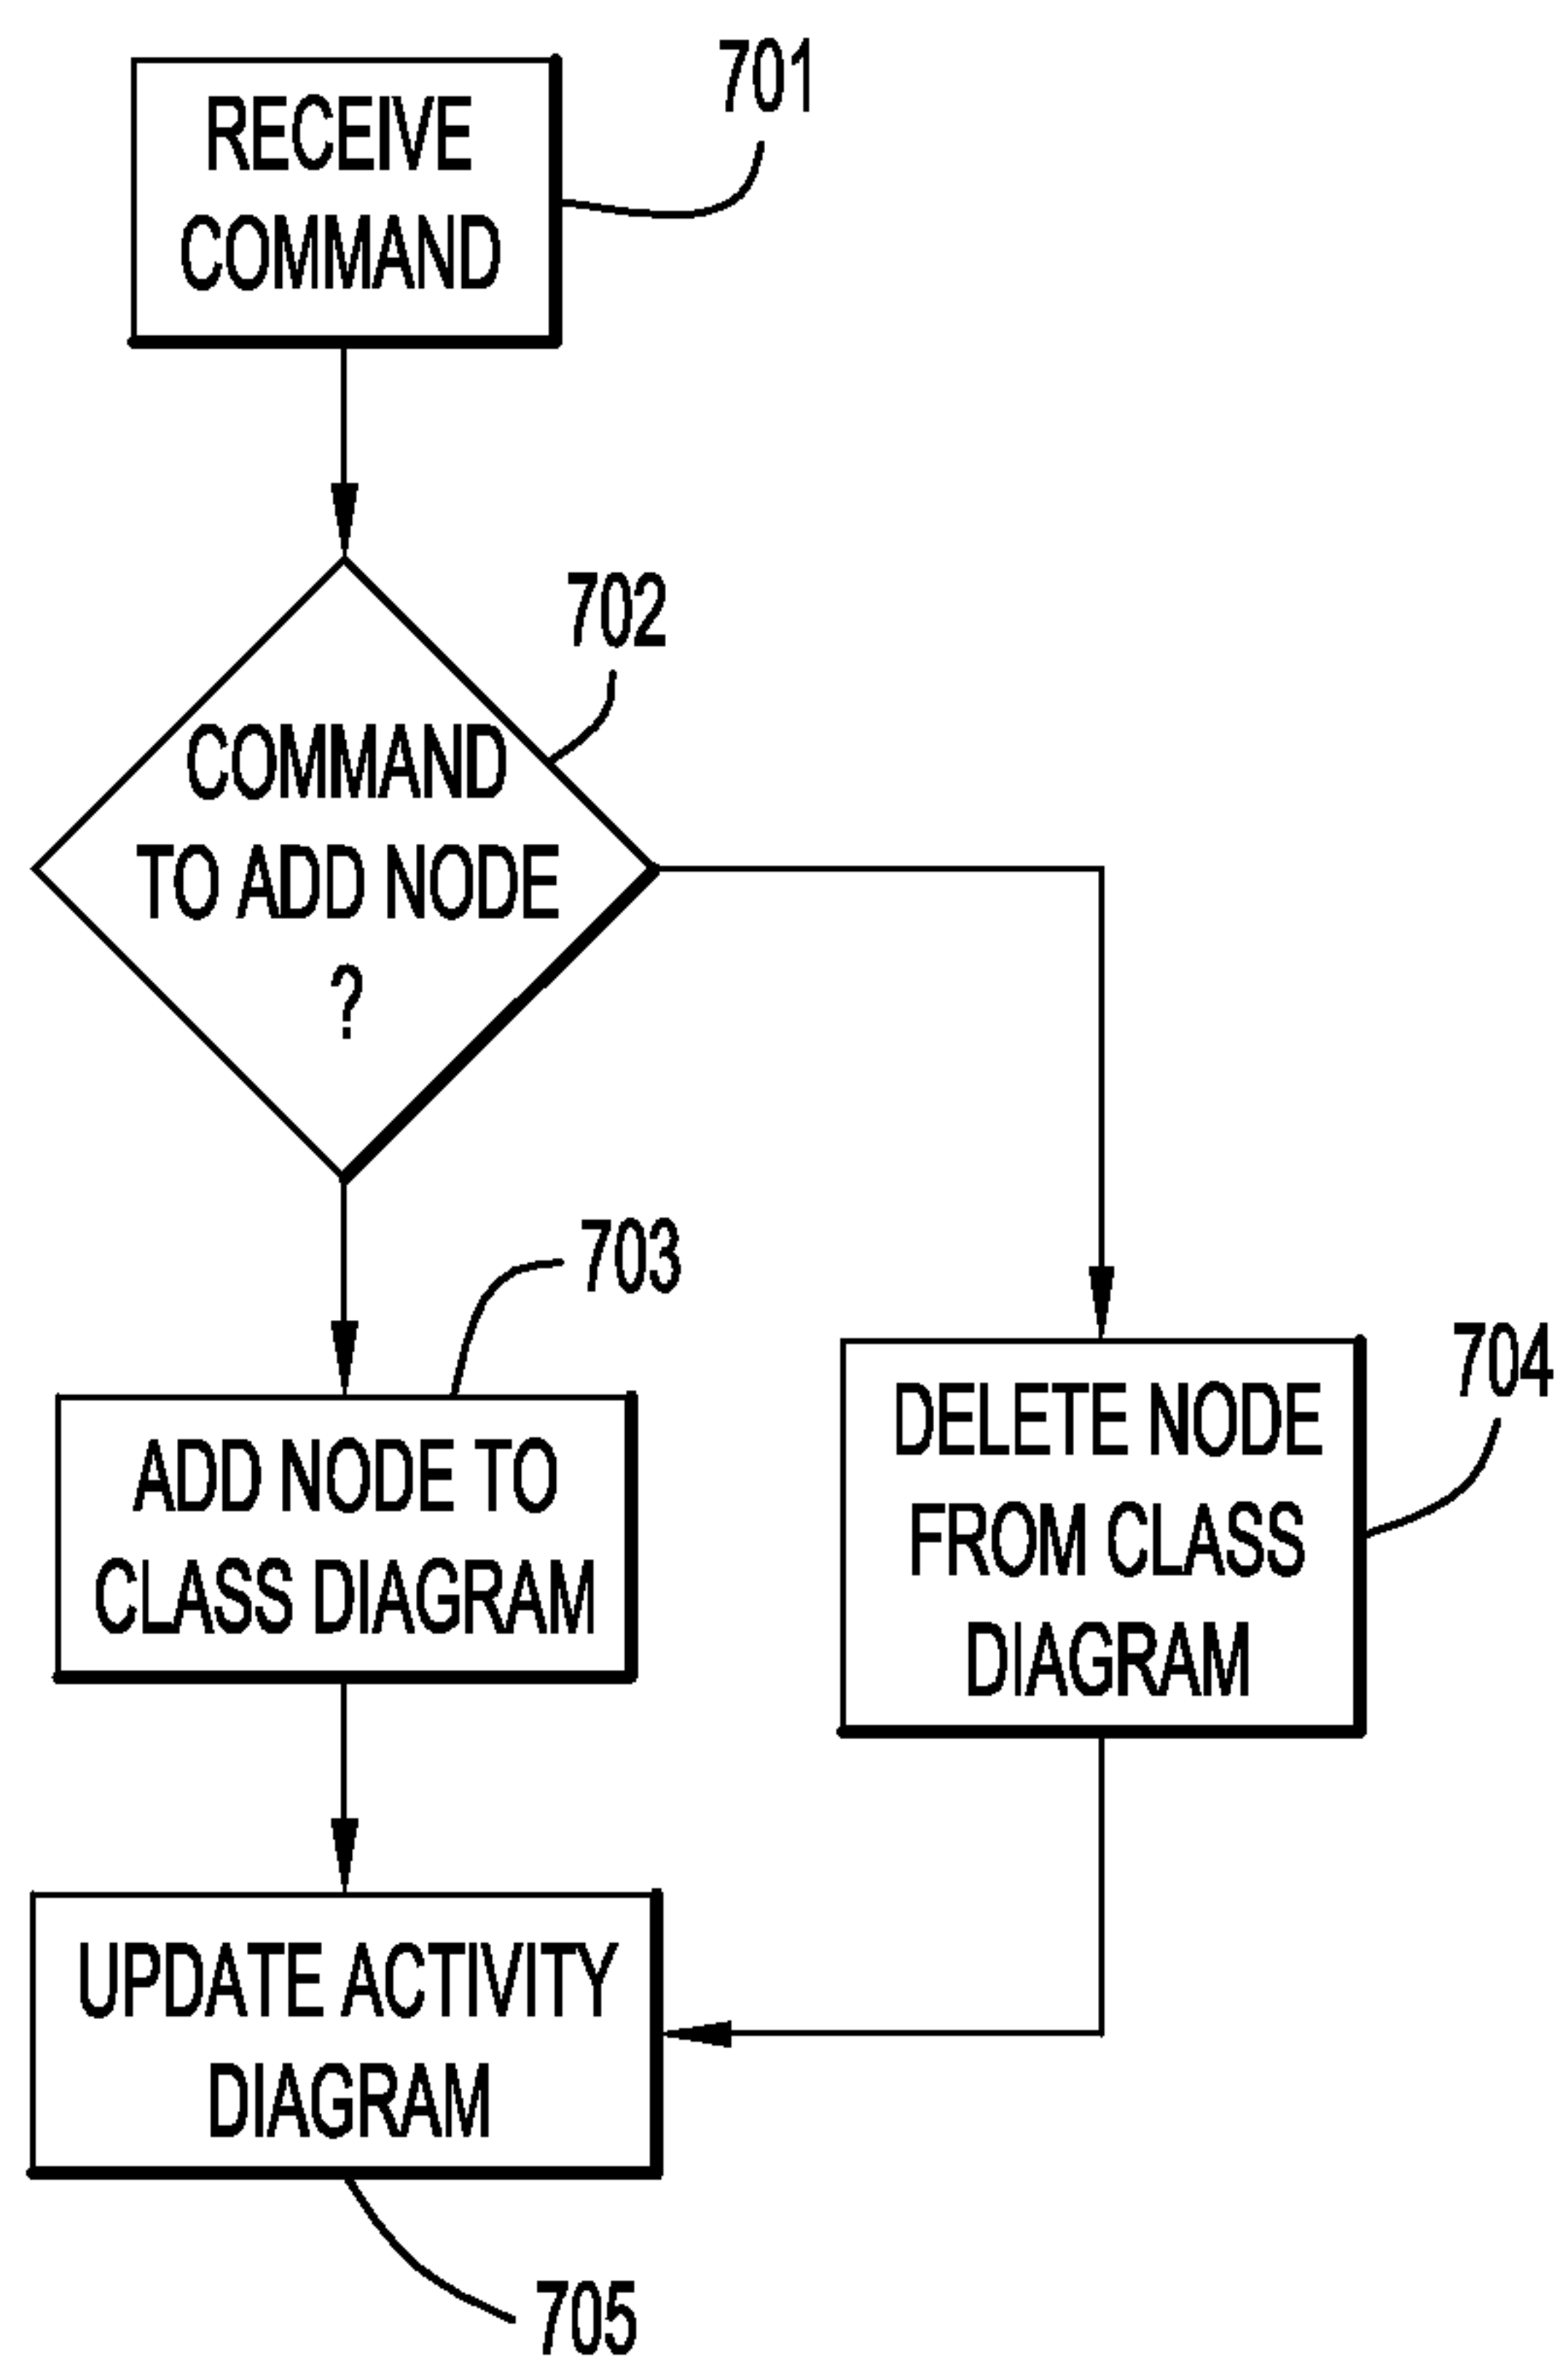 701
RECEIVE
COMMAND
702
COMMAND
TO ADD NODE
?
703
ADD NODE TO
CLASS DIAGRAM
704
DELETE NODE
FROM CLASS
DIAGRAM
UPDATE ACTIVITY
DIAGRAM
705